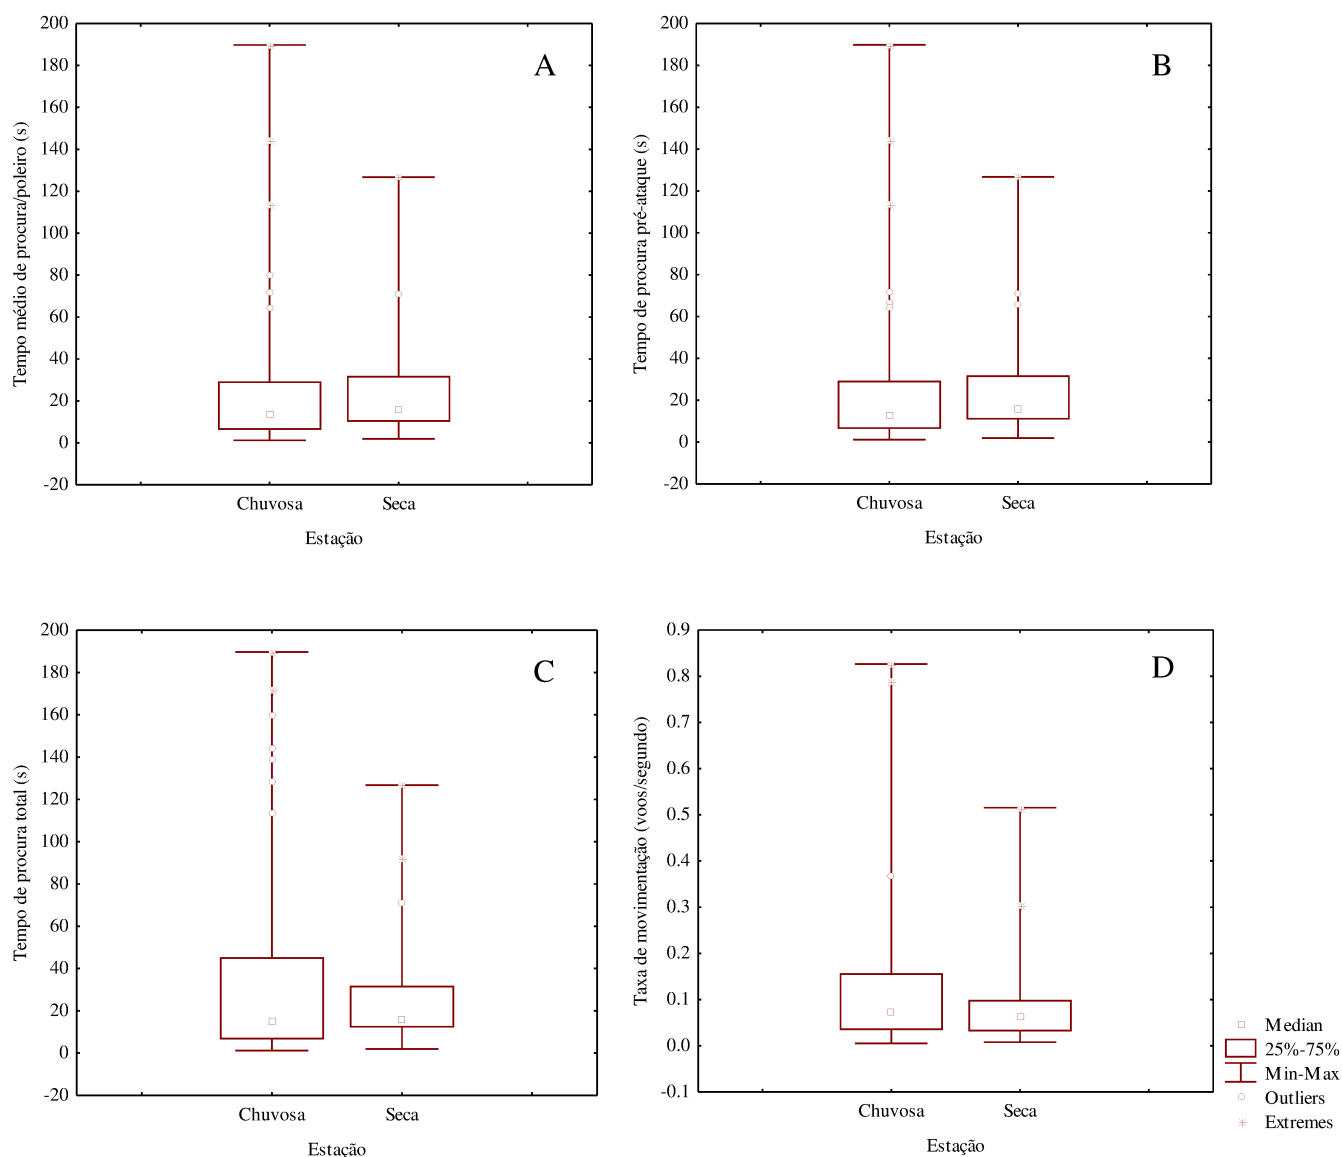 A
Tempo médio de procura/poleiro (s)
200
180
160
140
120
100
80
60
40
20
0
-20
Chuvosa Seca
Estação
B
Tempo de procura pré-ataque (s)
200
180
160
140
120
100
80
60
40
20
0
-20
Chuvosa Seca
Estação
C
Tempo de procura total (s)
200
180
160
140
120
100
80
60
40
20
0
-20
Chuvosa Seca
Estação
D
Taxa de movimentação (voos/segundo)
0.9
0.8
0.7
0.6
0.5
0.4
0.3
0.2
0.1
0.0
-0.1
Chuvosa Seca
Estação
Median
25%-75%
Min-Max
Outliers
Extremes